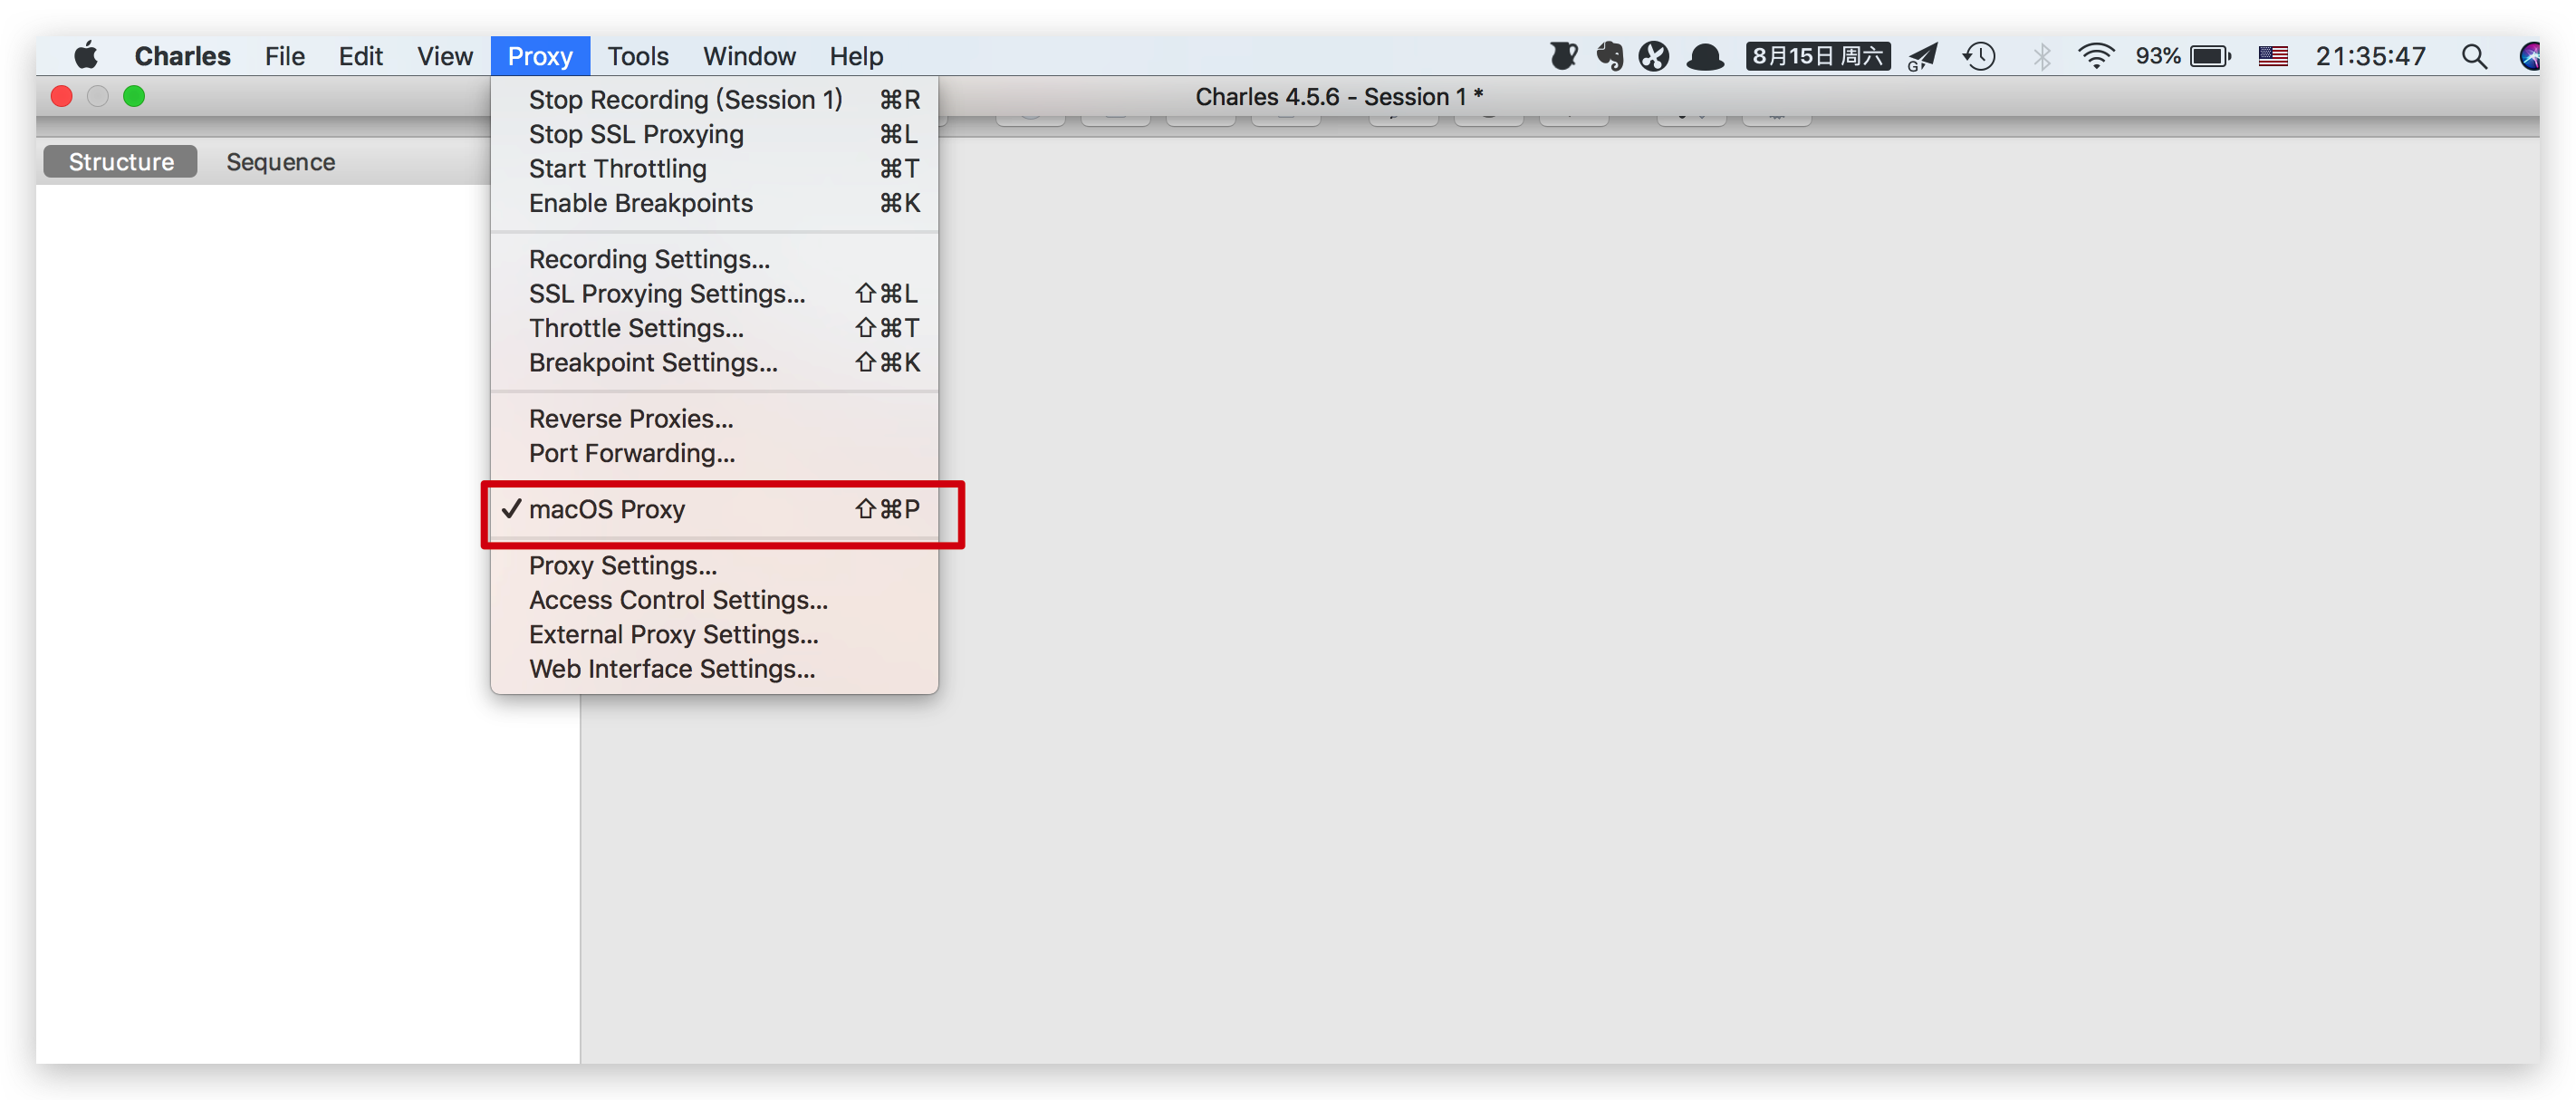 Charles File Edit View Proxy Tools Window Help 8月15日 周六 G 93% 21:35:47
Charles 4.5.6 - Session 1 *
Structure Sequence
Stop Recording (Session 1) ⌘R
Stop SSL Proxying ⌘L
Start Throttling ⌘T
Enable Breakpoints ⌘K
Recording Settings...
SSL Proxying Settings... ⇧⌘L
Throttle Settings... ⇧⌘T
Breakpoint Settings... ⇧⌘K
Reverse Proxies...
Port Forwarding...
✓ macOS Proxy ⇧⌘P
Proxy Settings...
Access Control Settings...
External Proxy Settings...
Web Interface Settings...